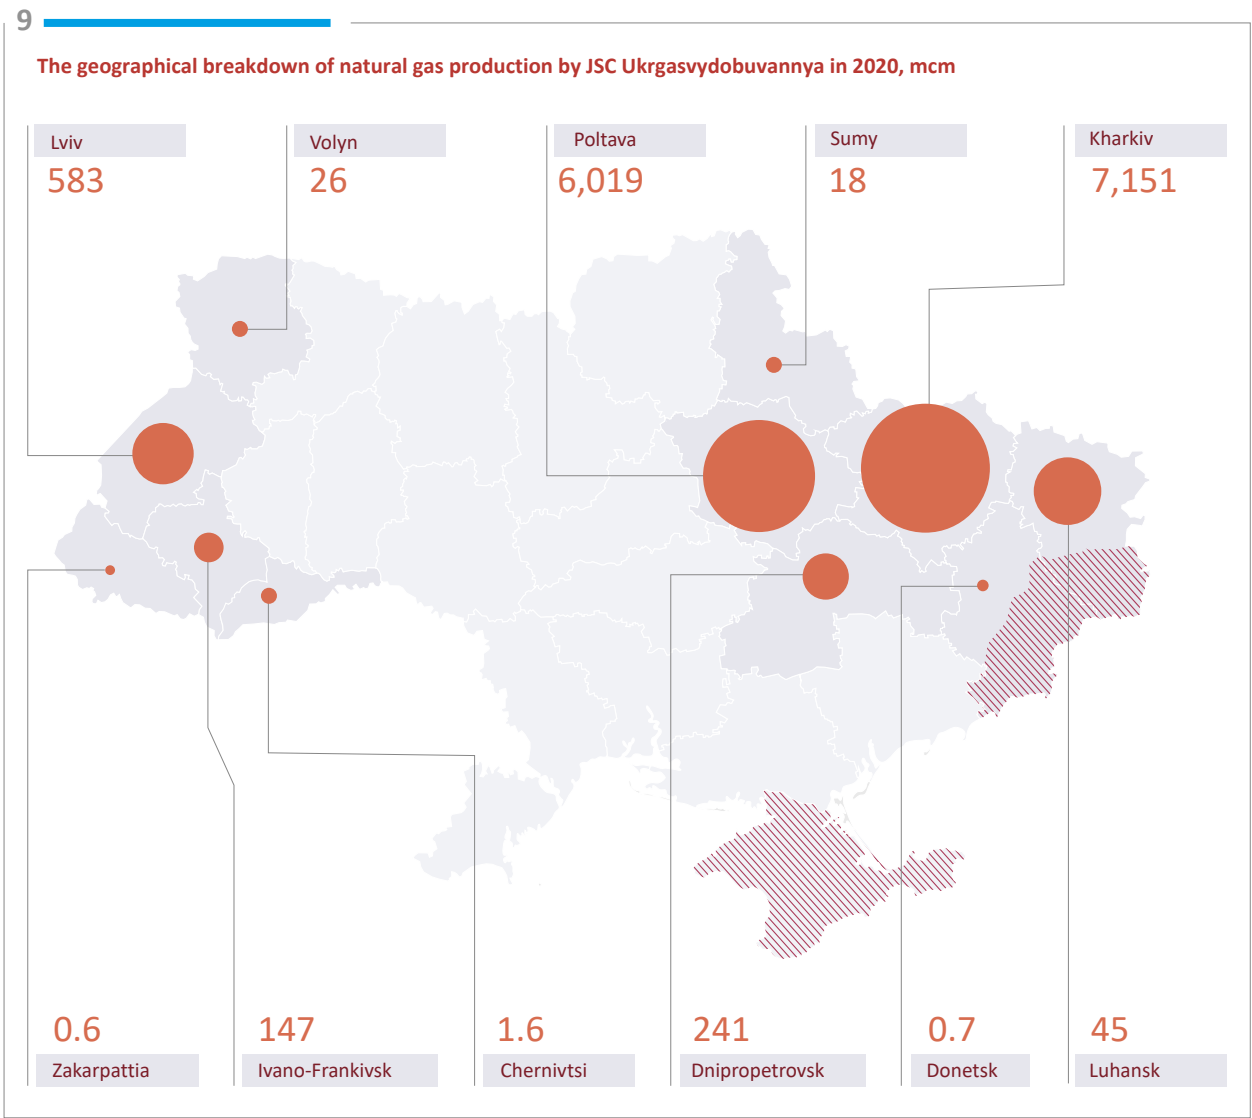 9
The geographical breakdown of natural gas production by JSC Ukrgasvydobuvannya in 2020, mcm
Lviv
583
Volyn
26
Poltava
6,019
Sumy
18
Kharkiv
7,151
0.6
Zakarpattia
147
Ivano-Frankivsk
1.6
Chernivtsi
241
Dnipropetrovsk
0.7
Donetsk
45
Luhansk